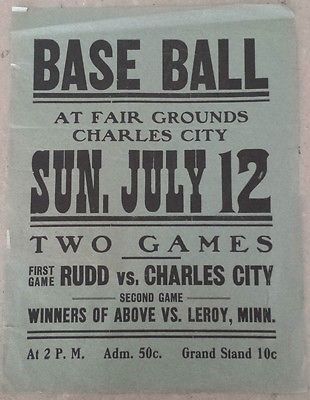 BASE BALL
AT FAIR GROUNDS
CHARLES CITY
SUN. JULY 12
TWO GAMES
FIRST GAME RUDD vs. CHARLES CITY
SECOND GAME
WINNERS OF ABOVE VS. LEROY, MINN.
At 2 P. M. Adm. 50c. Grand Stand 10c